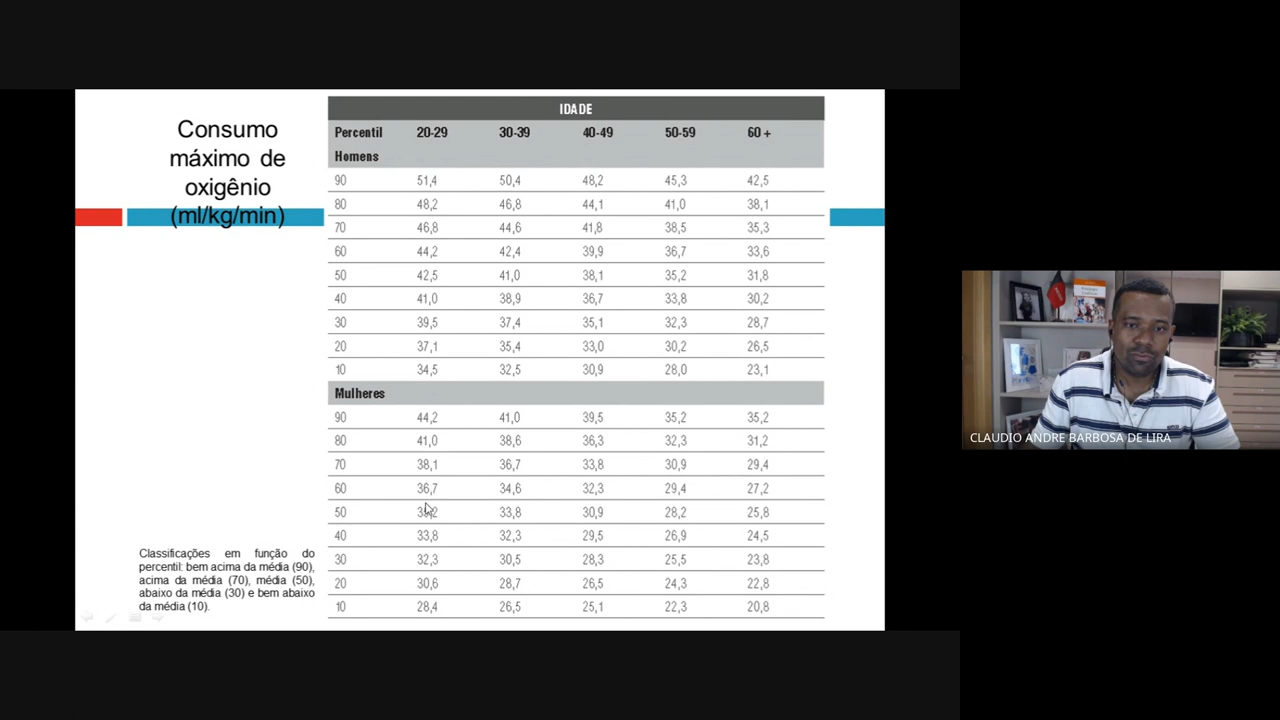 Consumo
máximo de
oxigênio
(ml/kg/min)
IDADE
Percentil 20-29 30-39 40-49 50-59 60 +
Homens
90 51,4 50,4 48,2 45,3 42,5
80 48,2 46,8 44,1 41,0 38,1
70 46,8 44,6 41,8 38,5 35,3
60 44,2 42,4 39,9 36,7 33,6
50 42,5 41,0 38,1 35,2 31,8
40 41,0 38,9 36,7 33,8 30,2
30 39,5 37,4 35,1 32,3 28,7
20 37,1 35,4 33,0 30,2 26,5
10 34,5 32,5 30,9 28,0 23,1
Mulheres
90 44,2 41,0 39,5 35,2 35,2
80 41,0 38,6 36,3 32,3 31,2
70 38,1 36,7 33,8 30,9 29,4
60 36,7 34,6 32,3 29,4 27,2
50 33,8 30,9 28,2 25,8
40 33,8 32,3 29,5 26,9 24,5
30 32,3 30,5 28,3 25,5 23,8
20 30,6 28,7 26,5 24,3 22,8
10 28,4 26,5 25,1 22,3 20,8
Classificações em função do
percentil: bem acima da média (90),
acima da média (70), média (50),
abaixo da média (30) e bem abaixo
da média (10).
CLAUDIO ANDRE BARBOSA DE LIRA